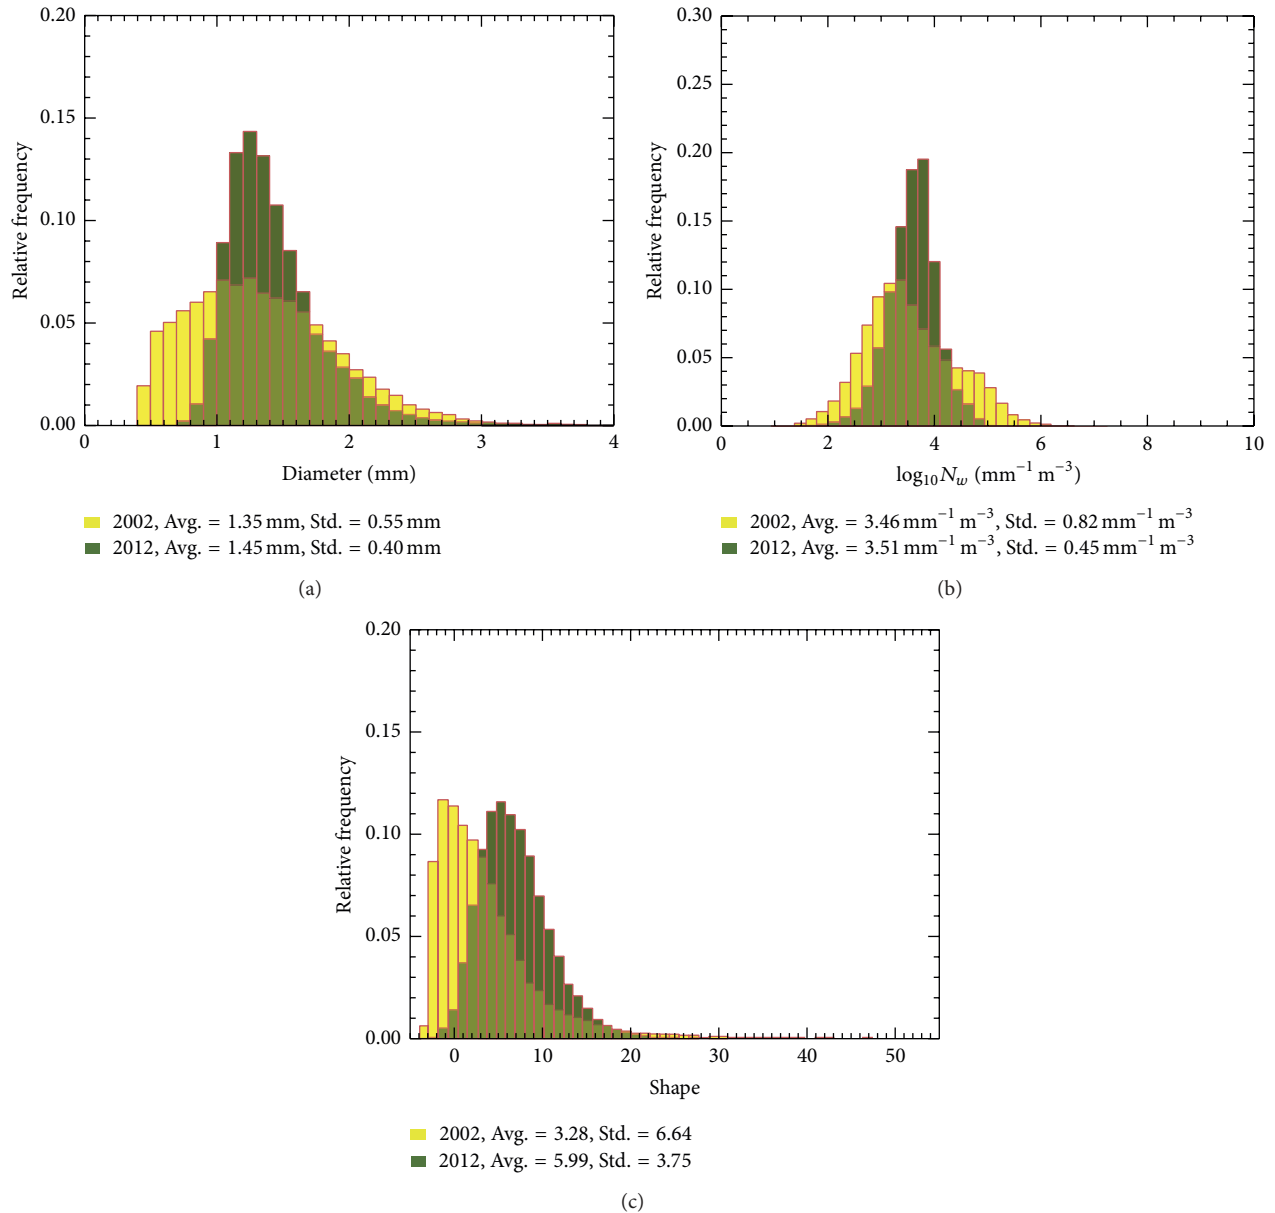 0.20
0.15
0.10
0.05
0.00
Relative frequency
0
1
2
3
4
Diameter (mm)
2002, Avg. = 1.35 mm, Std. = 0.55 mm
2012, Avg. = 1.45 mm, Std. = 0.40 mm
(a)
0.30
0.25
0.20
0.15
0.10
0.05
0.00
Relative frequency
0
2
4
6
8
10
log₁₀N_w (mm⁻¹ m⁻³)
2002, Avg. = 3.46 mm⁻¹ m⁻³, Std. = 0.82 mm⁻¹ m⁻³
2012, Avg. = 3.51 mm⁻¹ m⁻³, Std. = 0.45 mm⁻¹ m⁻³
(b)
0.20
0.15
0.10
0.05
0.00
Relative frequency
0
10
20
30
40
50
Shape
2002, Avg. = 3.28, Std. = 6.64
2012, Avg. = 5.99, Std. = 3.75
(c)